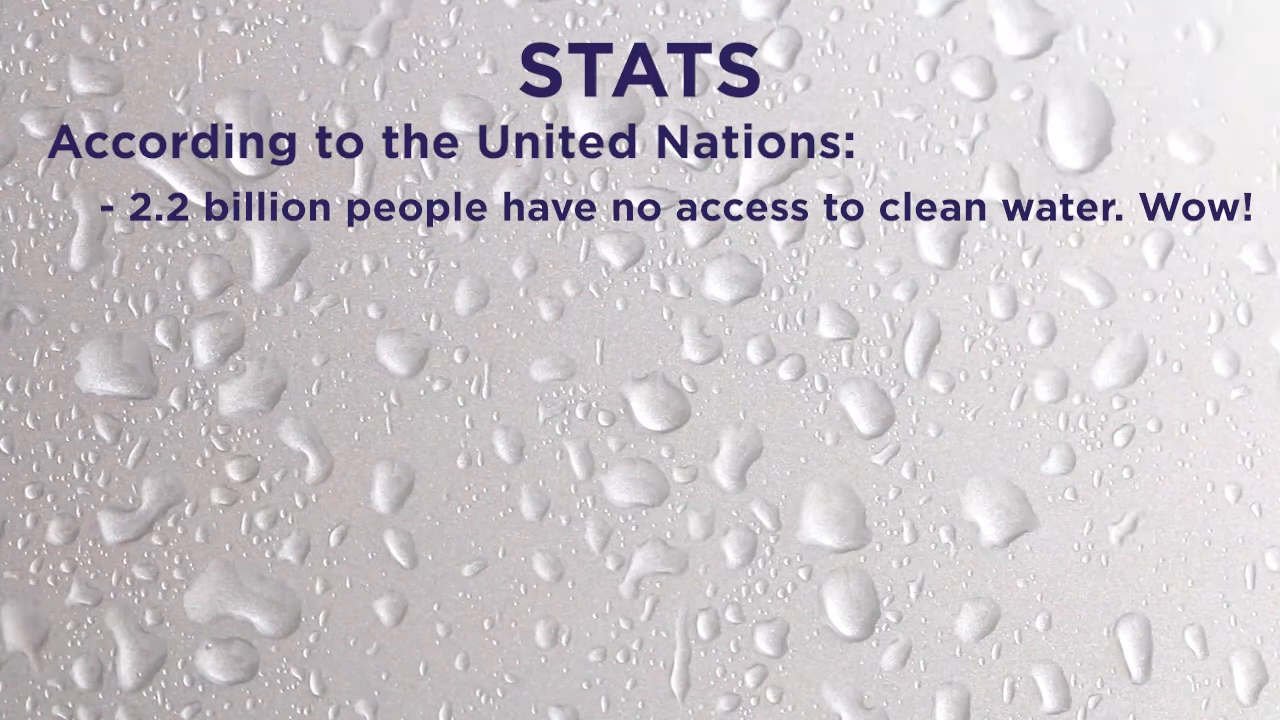 STATS
According to the United Nations:
- 2.2 billion people have no access to clean water. Wow!